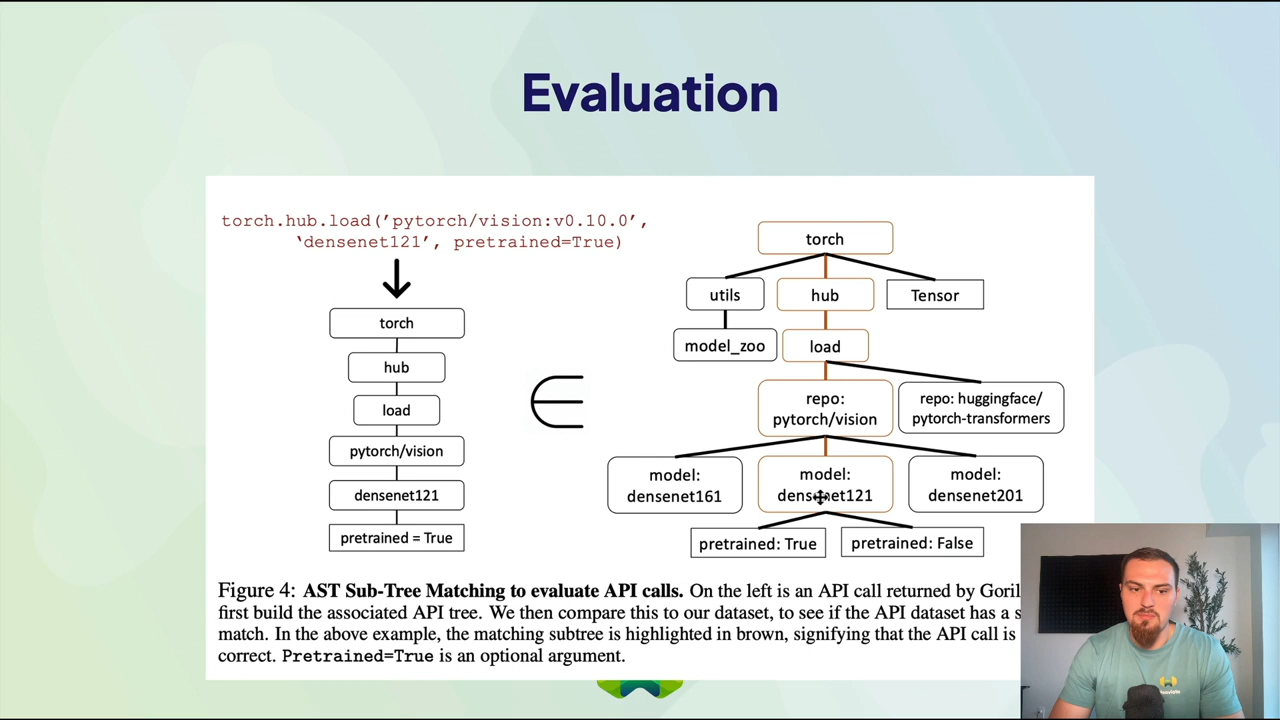 Evaluation
torch.hub.load('pytorch/vision:v0.10.0',
'densenet121', pretrained=True)
torch
hub
load
pytorch/vision
densenet121
pretrained = True
torch
utils
hub
Tensor
model_zoo
load
repo:
pytorch/vision
repo: huggingface/
pytorch-transformers
model:
densenet161
model:
densenet121
model:
densenet201
pretrained: True
pretrained: False
Figure 4: AST Sub-Tree Matching to evaluate API calls. On the left is an API call returned by Goril
first build the associated API tree. We then compare this to our dataset, to see if the API dataset has a s
match. In the above example, the matching subtree is highlighted in brown, signifying that the API call is
correct. Pretrained=True is an optional argument.